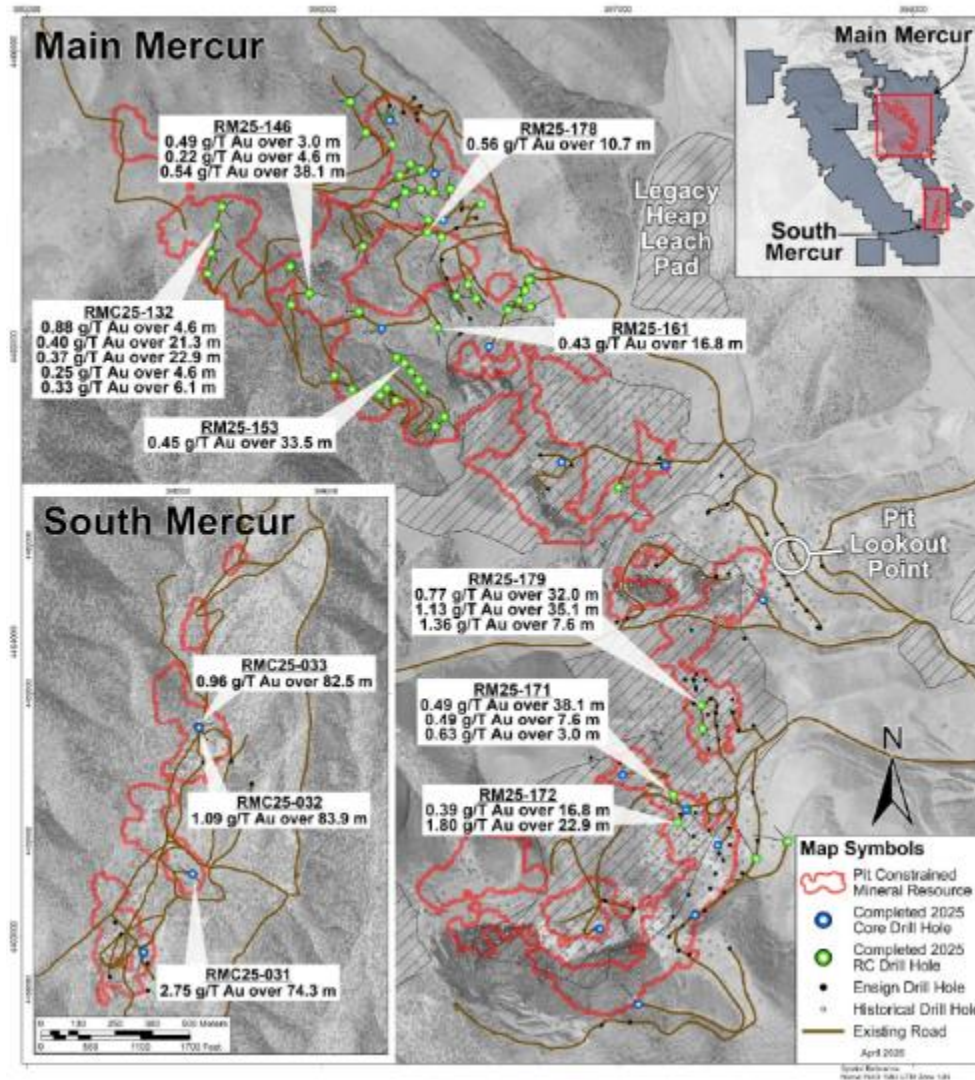 Main Mercur
RM25-146
0.49 g/T Au over 3.0 m
0.22 g/T Au over 4.6 m
0.54 g/T Au over 38.1 m
RM25-178
0.56 g/T Au over 10.7 m
Legacy
Heap
Leach
Pad
Main Mercur
South
Mercur
RMC25-132
0.88 g/T Au over 4.6 m
0.40 g/T Au over 21.3 m
0.37 g/T Au over 22.9 m
0.25 g/T Au over 4.6 m
0.33 g/T Au over 6.1 m
RM25-161
0.43 g/T Au over 16.8 m
RM25-153
0.45 g/T Au over 33.5 m
South Mercur
Pit
Lookout
Point
RM25-179
0.77 g/T Au over 32.0 m
1.13 g/T Au over 35.1 m
1.36 g/T Au over 7.6 m
RMC25-033
0.96 g/T Au over 82.5 m
RM25-171
0.49 g/T Au over 38.1 m
0.49 g/T Au over 7.6 m
0.63 g/T Au over 3.0 m
RMC25-032
1.09 g/T Au over 83.9 m
RM25-172
0.39 g/T Au over 16.8 m
1.80 g/T Au over 22.9 m
N
RMC25-031
2.75 g/T Au over 74.3 m
Map Symbols
Pit Constrained
Mineral Resource
Completed 2025
Core Drill Hole
Completed 2025
RC Drill Hole
Ensign Drill Hole
Historical Drill Hole
Existing Road